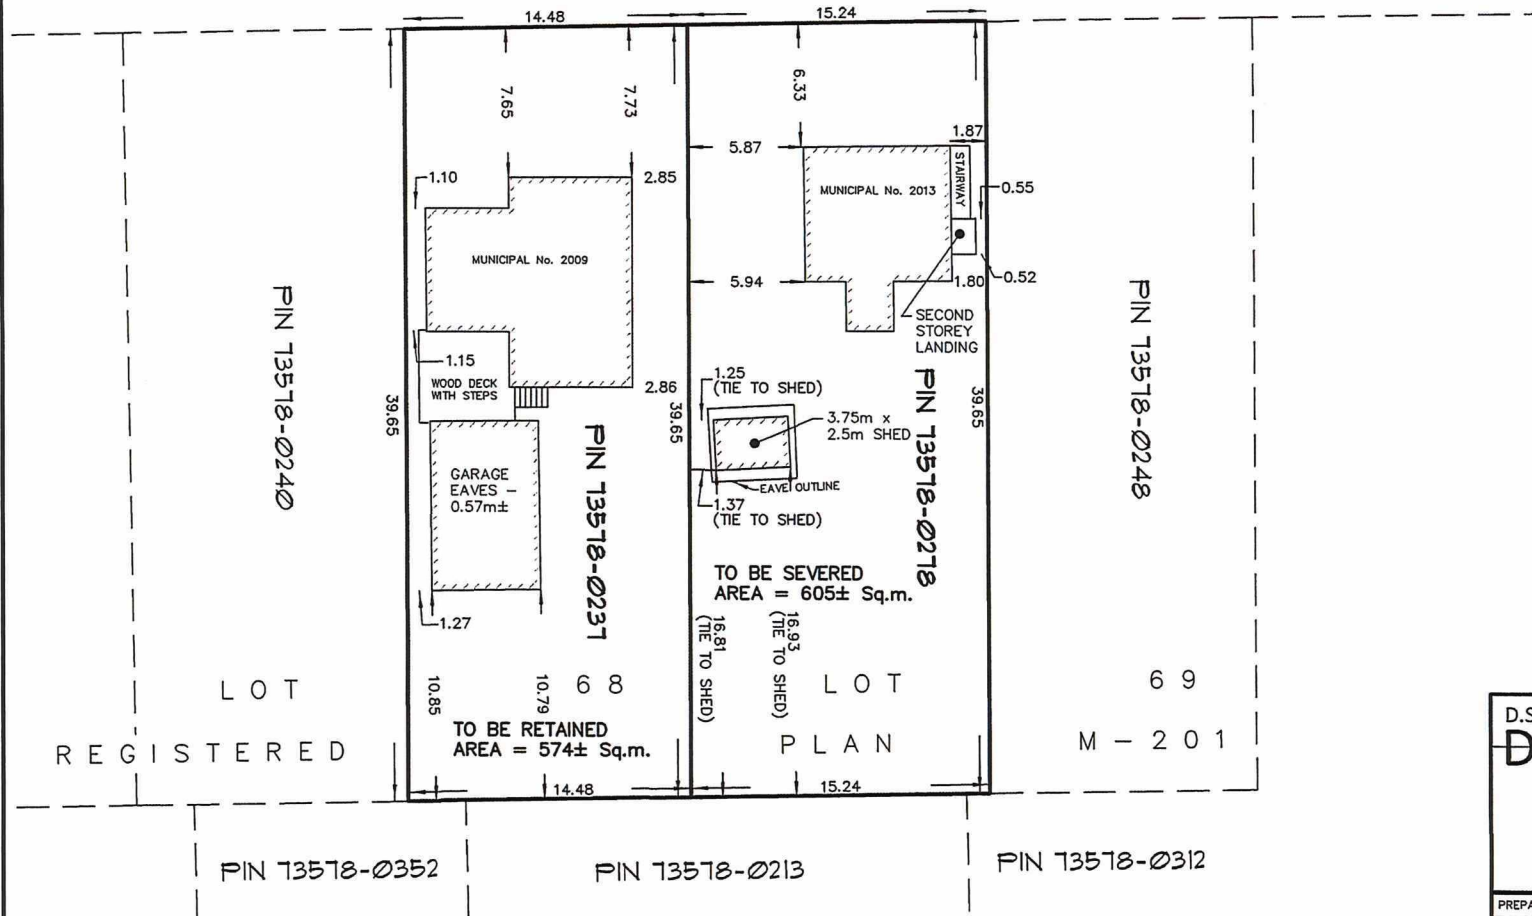 14.48
15.24
7.65
7.73
6.33
5.87
1.87
STAIRWAY
1.10
2.85
MUNICIPAL No. 2013
0.55
MUNICIPAL No. 2009
5.94
1.80
0.52
SECOND
STOREY
LANDING
PIN 73578-0240
PIN 73578-0248
1.15
WOOD DECK
WITH STEPS
2.86
1.25
(TIE TO SHED)
39.65
39.65
39.65
3.75m x
2.5m SHED
PIN 73578-0237
PIN 73578-0278
GARAGE
EAVES –
0.57m±
EAVE OUTLINE
1.37
(TIE TO SHED)
TO BE SEVERED
AREA = 605± Sq.m.
1.27
16.81
(TIE TO SHED)
16.93
(TIE TO SHED)
10.85
10.79
LOT
68
LOT
69
TO BE RETAINED
AREA = 574± Sq.m.
REGISTERED
PLAN
M-201
14.48
15.24
PIN 73578-0352
PIN 73578-0213
PIN 73578-0312
D.S
D
PREPA